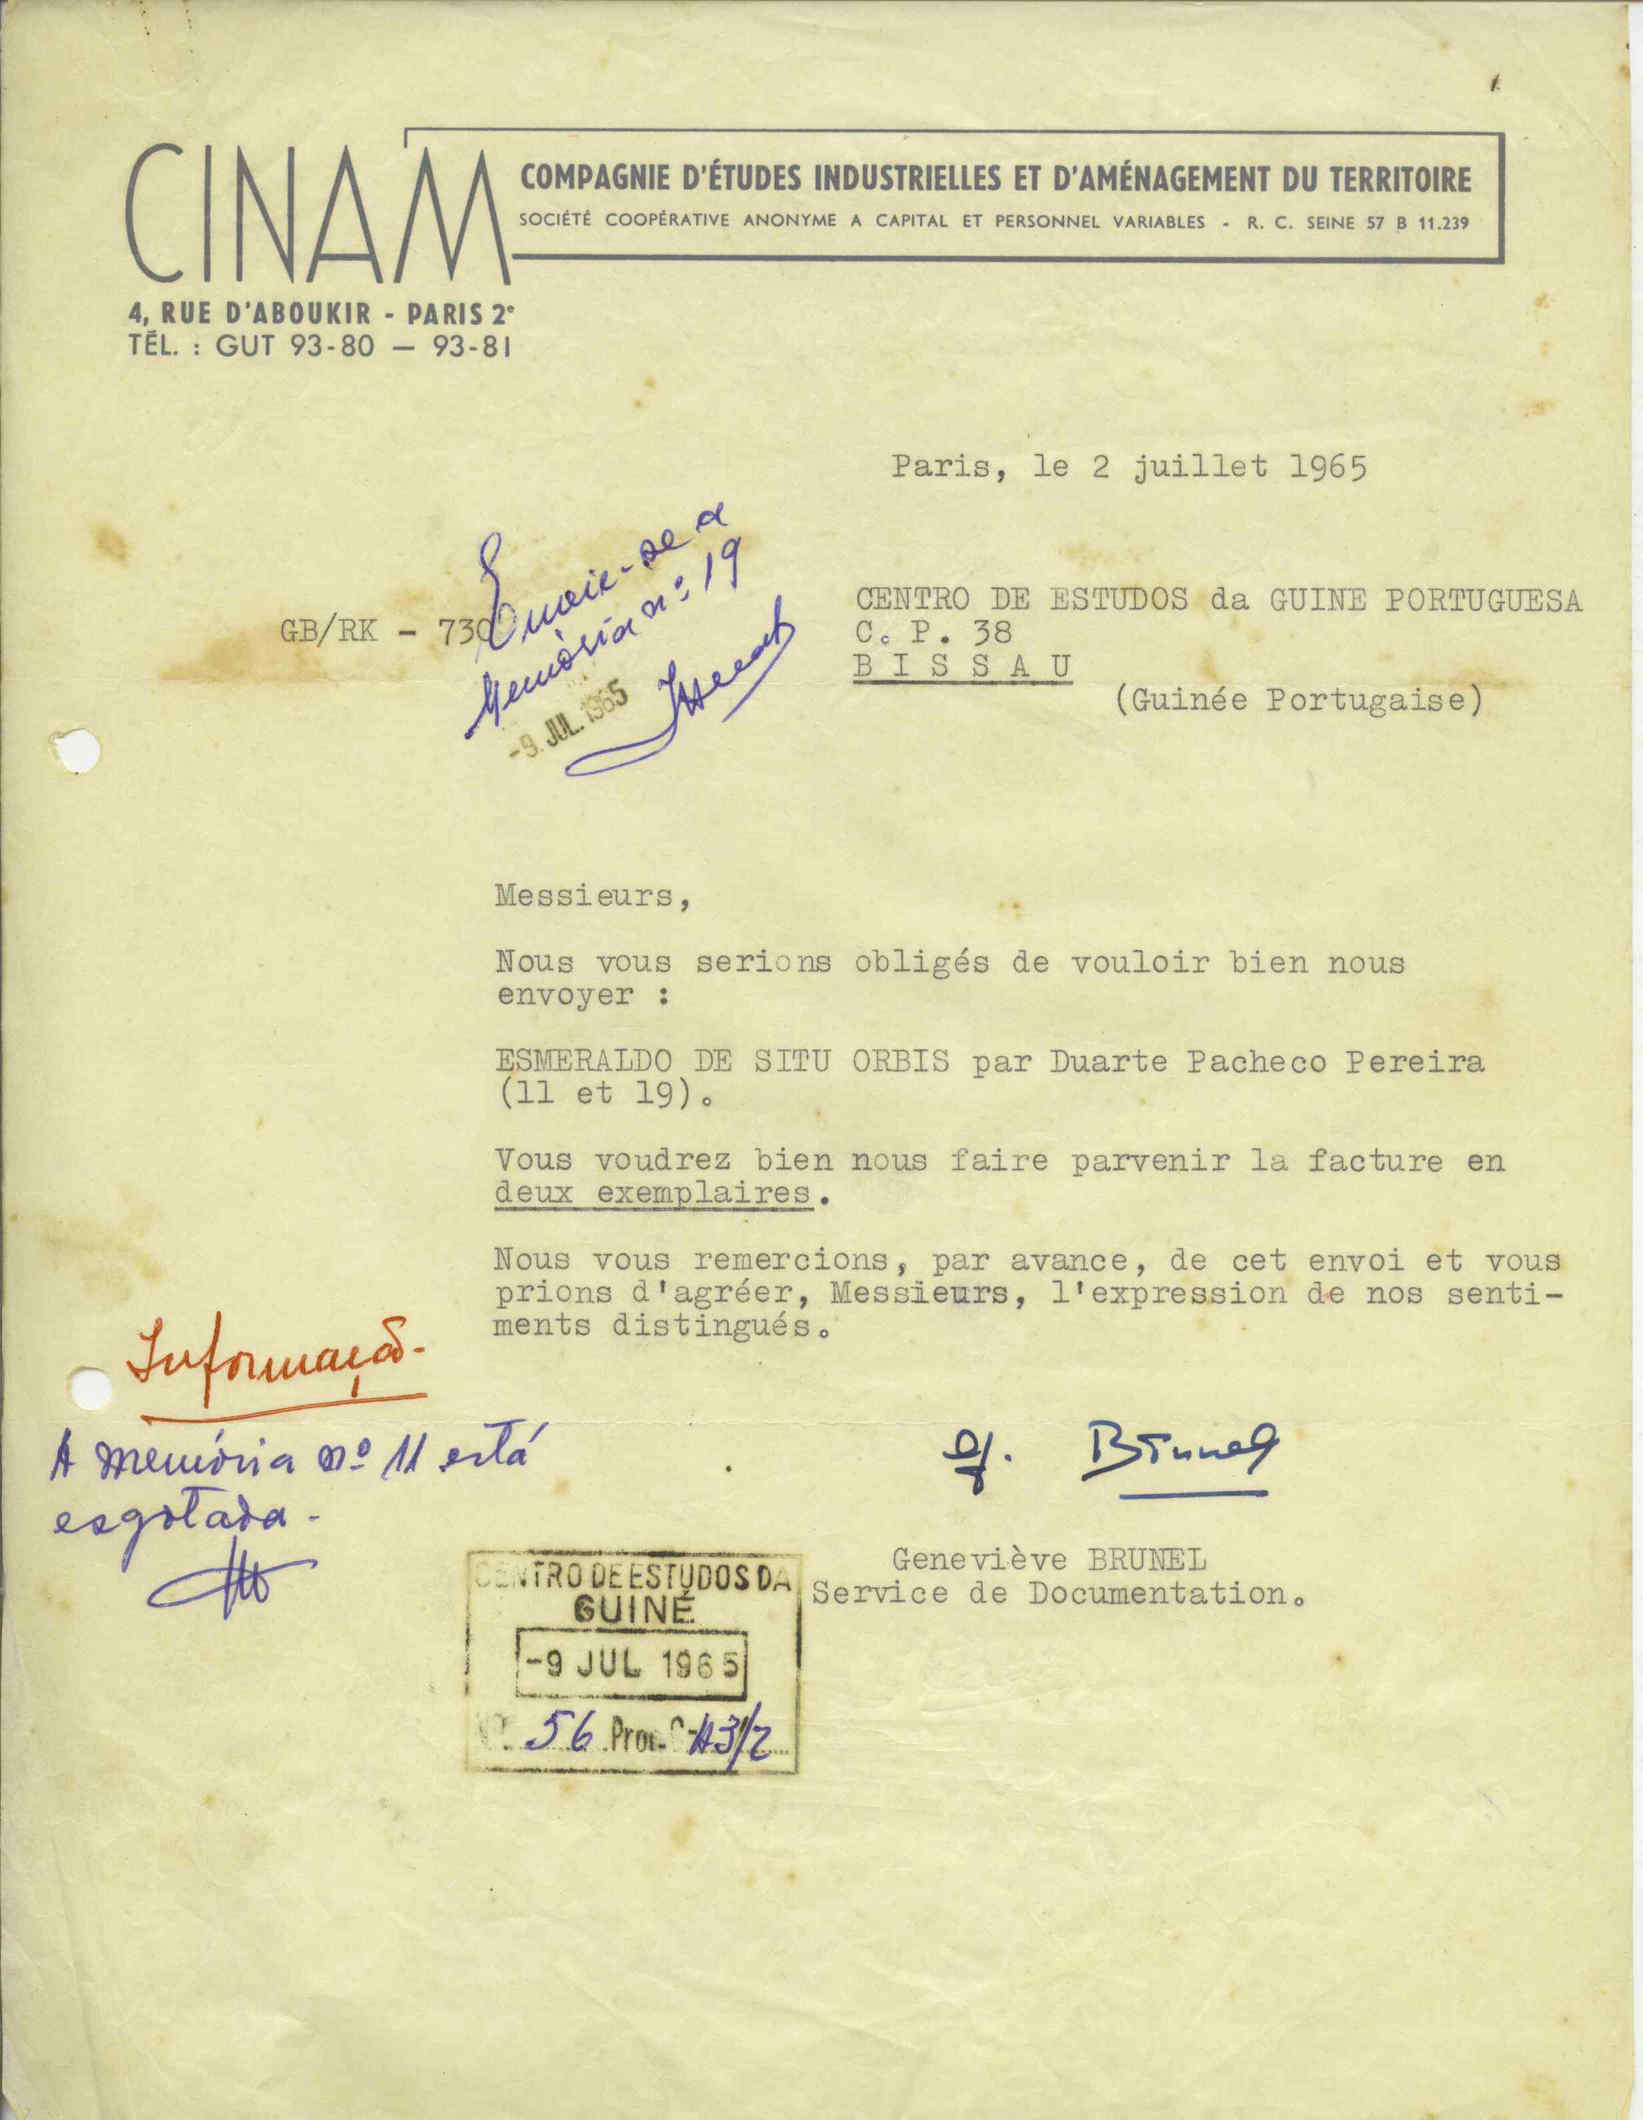 CINAM
COMPAGNIE D'ÉTUDES INDUSTRIELLES ET D'AMÉNAGEMENT DU TERRITOIRE
SOCIÉTÉ COOPÉRATIVE ANONYME A CAPITAL ET PERSONNEL VARIABLES - R. C. SEINE 57 B 11.239
4, RUE D'ABOUKIR - PARIS 2e
TÉL. : GUT 93-80 — 93-81
Paris, le 2 juillet 1965
GB/RK - 730
Envie-se a
Memória nº 19
-9. JUL. 1965
CENTRO DE ESTUDOS da GUINE PORTUGUESA
C. P. 38
B I S S A U
(Guinée Portugaise)
Messieurs,
Nous vous serions obligés de vouloir bien nous
envoyer :
ESMERALDO DE SITU ORBIS par Duarte Pacheco Pereira
(11 et 19).
Vous voudrez bien nous faire parvenir la facture en
deux exemplaires.
Nous vous remercions, par avance, de cet envoi et vous
prions d'agréer, Messieurs, l'expression de nos senti-
ments distingués.
Informação-
A memória nº 11 está
esgotada -
G. Brunel
Geneviève BRUNEL
Service de Documentation.
CENTRO DE ESTUDOS DA
GUINÉ
-9 JUL 1965
56 Proc. A3/2